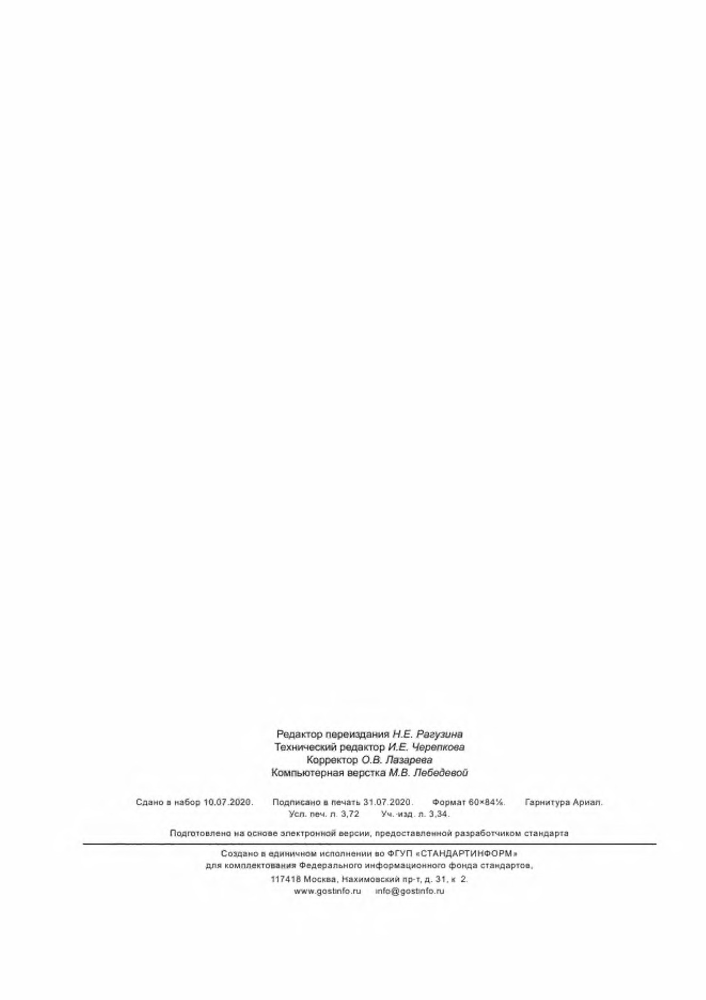 Редактор переиздания Н.Е. Рагузина
Технический редактор И.Е. Черепкова
Корректор О.В. Лазарева
Компьютерная верстка М.В. Лебедевой
Сдано в набор 10.07.2020. Подписано в печать 31.07.2020. Формат 60×84⅛. Гарнитура Ариал.
Усл. печ. л. 3,72 Уч.-изд. л. 3,34.
Подготовлено на основе электронной версии, предоставленной разработчиком стандарта
Создано в единичном исполнении во ФГУП «СТАНДАРТИНФОРМ»
для комплектования Федерального информационного фонда стандартов,
117418 Москва, Нахимовский пр-т, д. 31, к 2.
www.gostinfo.ru info@gostinfo.ru